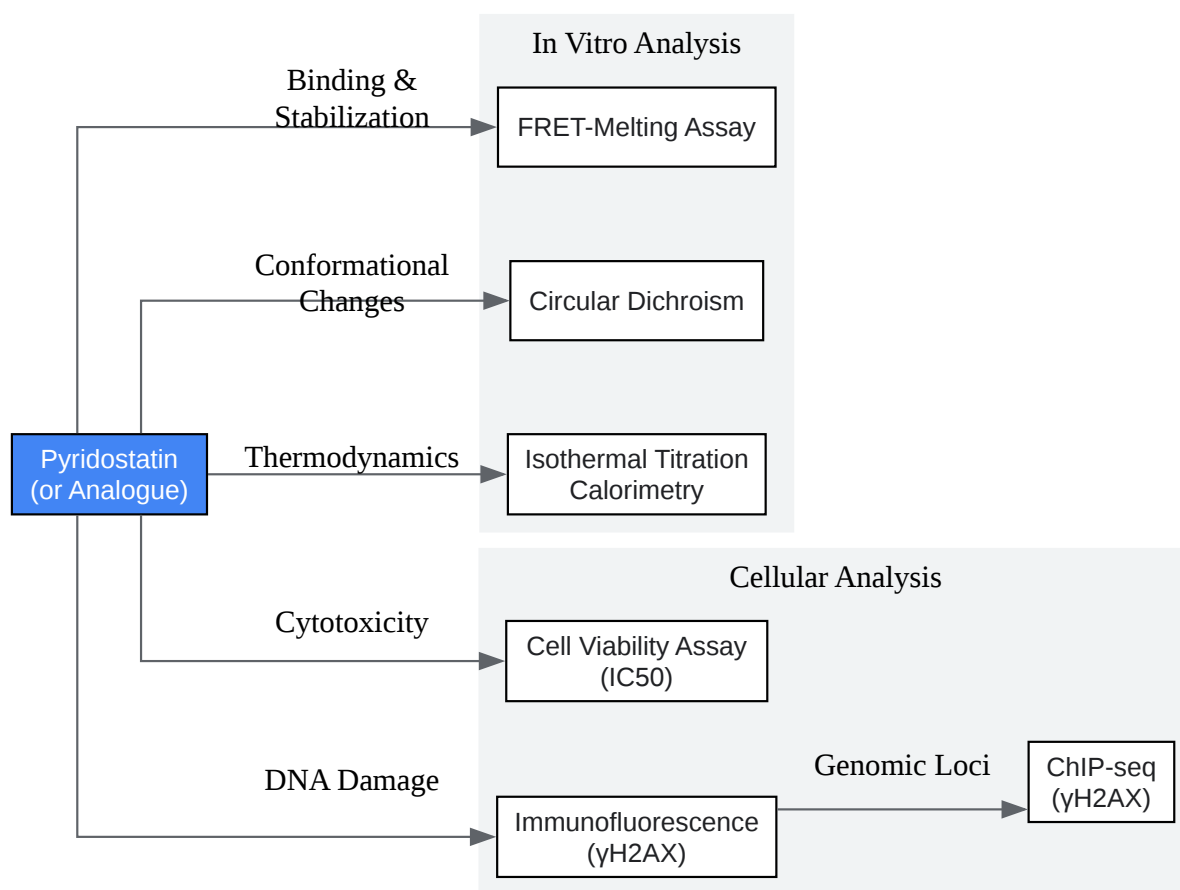 In Vitro Analysis
Binding &
Stabilization
FRET-Melting Assay
Conformational
Changes
Circular Dichroism
Pyridostatin
(or Analogue)
Thermodynamics
Isothermal Titration
Calorimetry
Cellular Analysis
Cytotoxicity
Cell Viability Assay
(IC50)
DNA Damage
Immunofluorescence
(γH2AX)
Genomic Loci
ChIP-seq
(γH2AX)